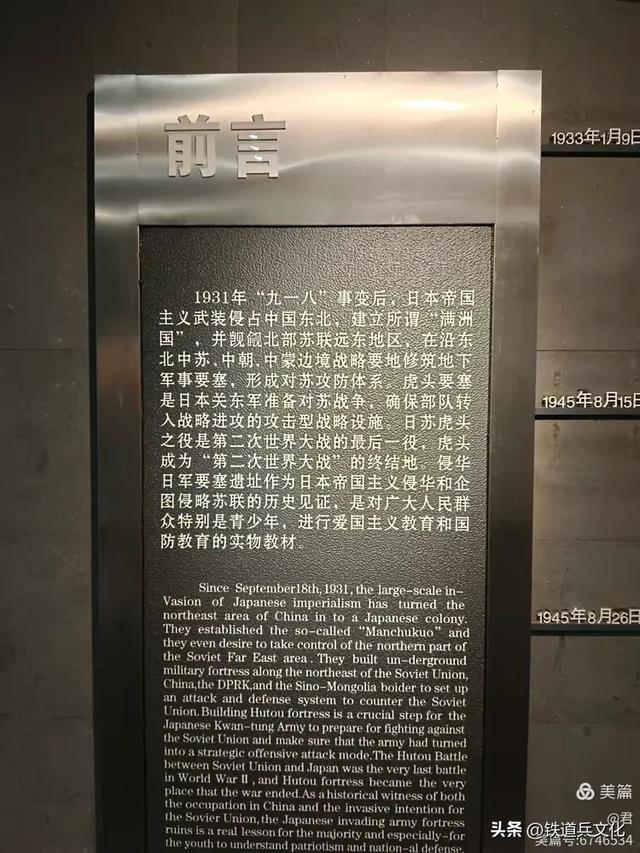 前言
1931年“九一八”事变后，日本帝国
主义武装侵占中国东北，建立所谓“满洲
国”，并觊觎北部苏联远东地区，在沿东
北中苏、中朝、中蒙边境战略要地修筑地下
军事要塞，形成对苏攻防体系。虎头要塞
是日本关东军准备对苏战争，确保部队转
入战略进攻的攻击型战略设施。日苏虎头
之役是第二次世界大战的最后一役，虎头
成为“第二次世界大战”的终结地。侵华
日军要塞遗址作为日本帝国主义侵华和企
图侵略苏联的历史见证，是对广大人民群
众特别是青少年，进行爱国主义教育和国
防教育的实物教材。
Since September18th,1931, the large-scale in-
Vasion of Japanese imperialism has turned the
northeast area of China in to a Japanese colony.
They established the so-called “Manchukuo” and
they even desire to take control of the northern part of
the Soviet Far East area. They built un-derground
military fortress along the northeast of the Soviet Union,
China,the DPRK,and the Sino-Mongolia boider to set up
an attack and defense system to counter the Soviet
Union.Building Hutou fortress is a crucial step for the
Japanese Kwan-tung Army to prepare for fighting against
the Soviet Union and make sure that the army had turned
into a strategic offensive attack mode.The Hutou Battle
between Soviet Union and Japan was the very last battle
in World War Ⅱ,and Hutou fortress became the very
place that the war ended.As a historical witness of both
the occupation in China and the invasive intention for
the Sovier Union,the Japanese invading army fortress
ruins is a real lesson for the majority and especially-for
the youth to understand patriotism and nation-al defense.
1933年1月9日
1945年8月15日
1945年8月26日
美篇
@君
头条 @铁道兵文化
美篇号:6746534